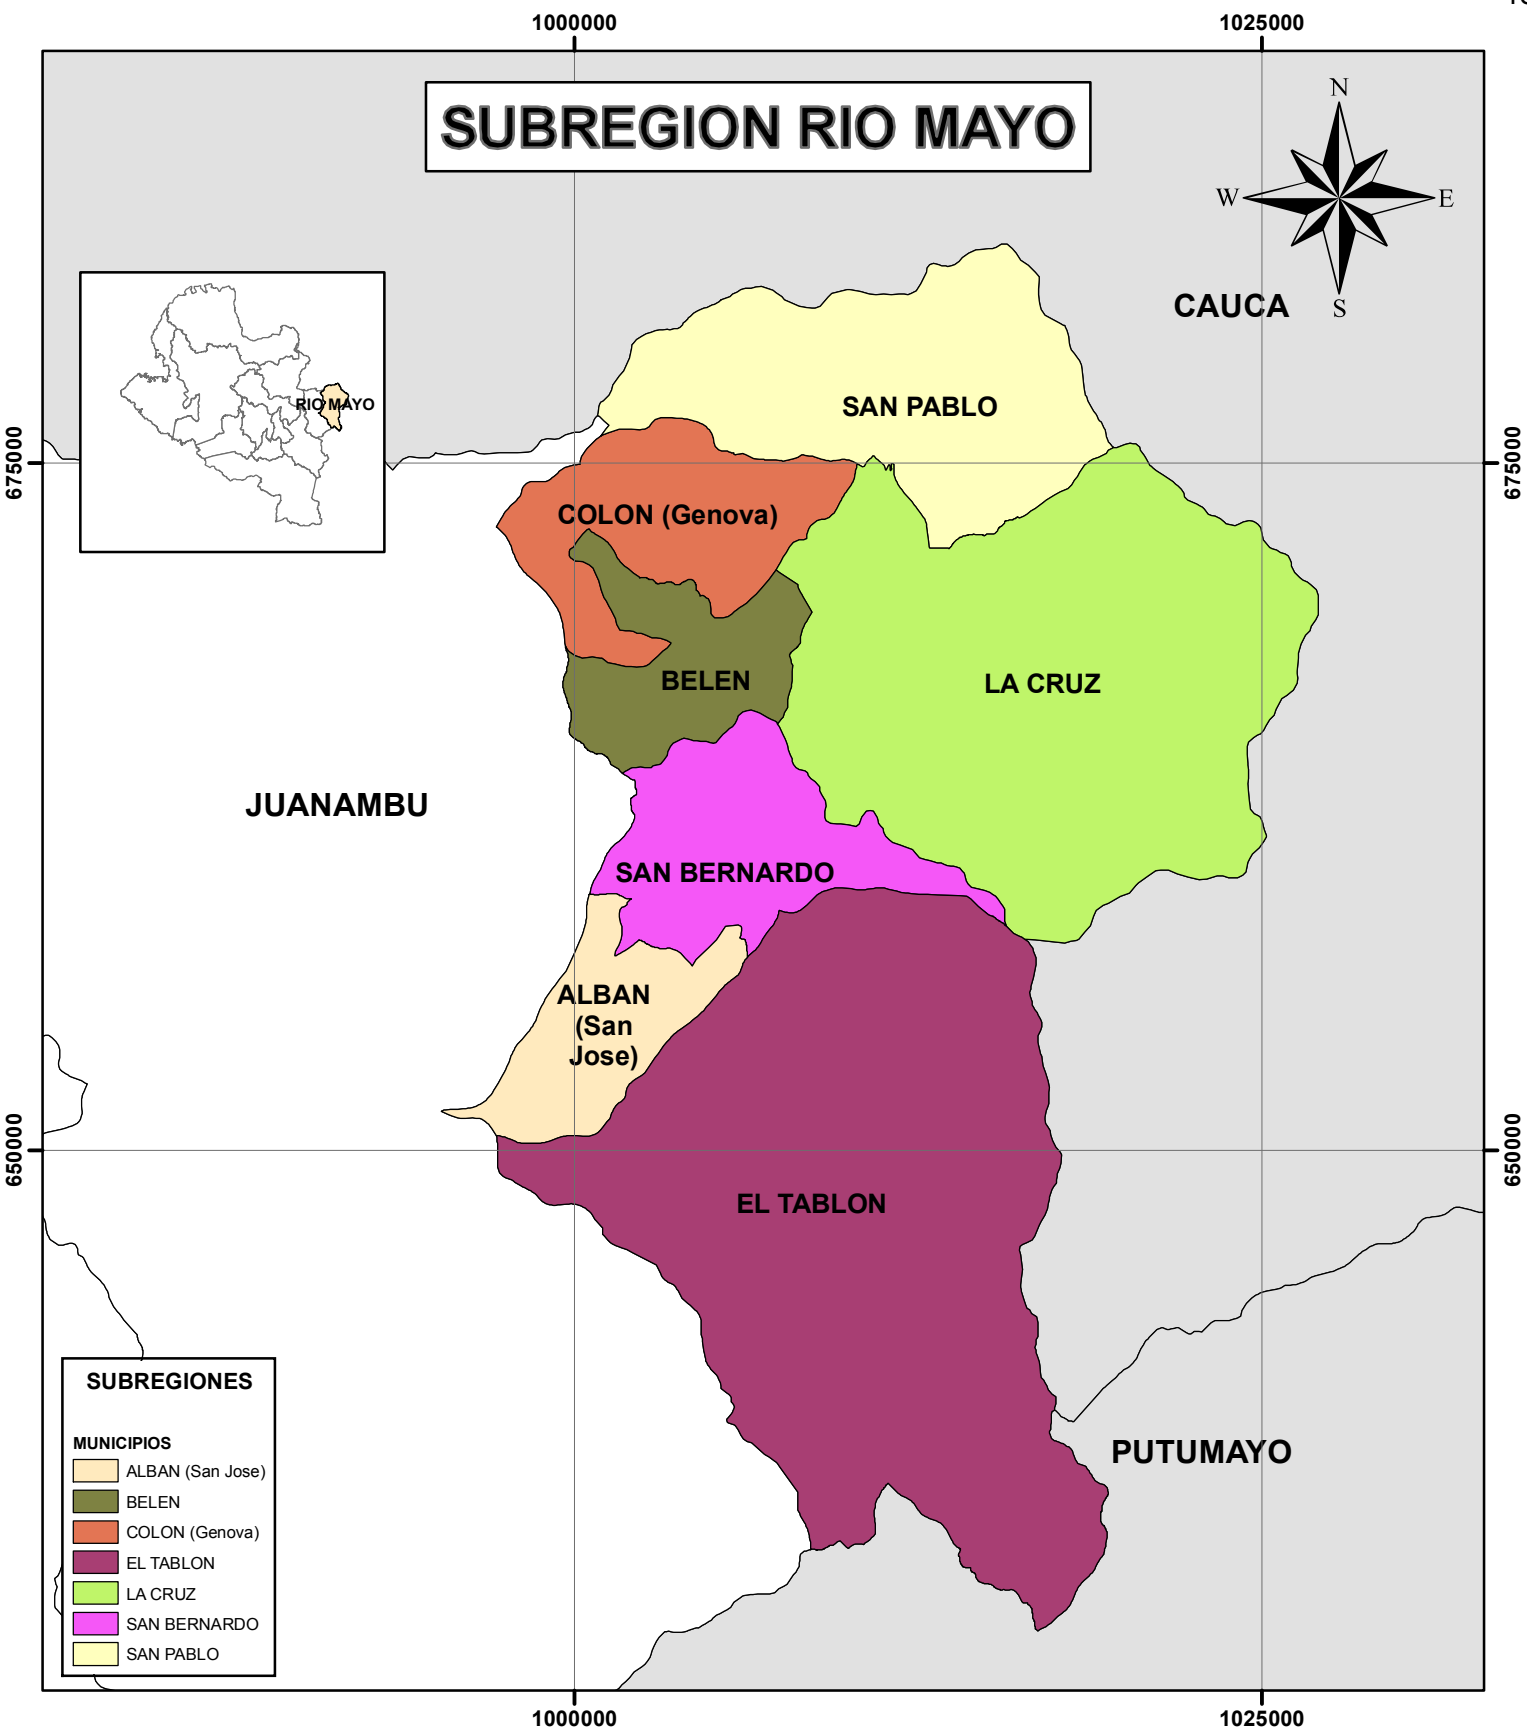 1000000
1025000
SUBREGION RIO MAYO
N
W
E
S
CAUCA
RIO MAYO
SAN PABLO
675000
675000
COLON (Genova)
BELEN
LA CRUZ
JUANAMBU
SAN BERNARDO
ALBAN
(San
Jose)
650000
650000
EL TABLON
SUBREGIONES
MUNICIPIOS
ALBAN (San Jose)
BELEN
COLON (Genova)
EL TABLON
LA CRUZ
SAN BERNARDO
SAN PABLO
PUTUMAYO
1000000
1025000